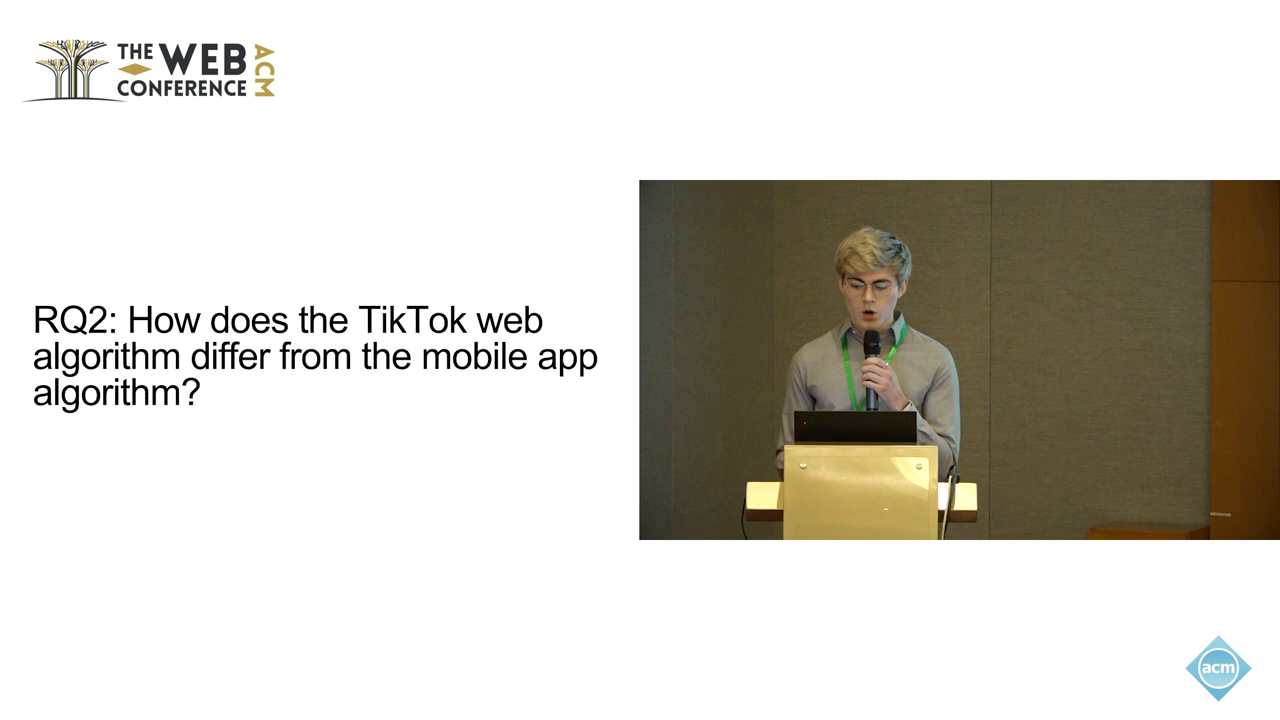 THE WEB
CONFERENCE
ACM
RQ2: How does the TikTok web
algorithm differ from the mobile app
algorithm?
acm